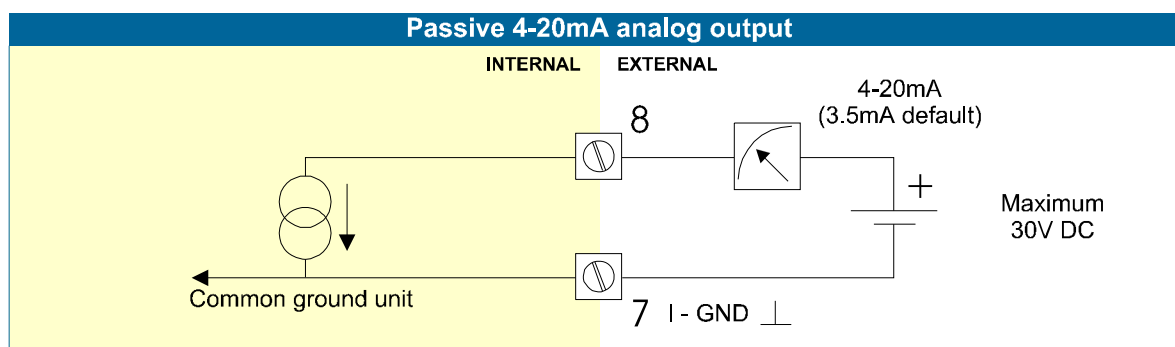 Passive 4-20mA analog output
INTERNAL EXTERNAL
4-20mA
(3.5mA default)
8
+
Maximum
30V DC
Common ground unit
7 I - GND ⊥